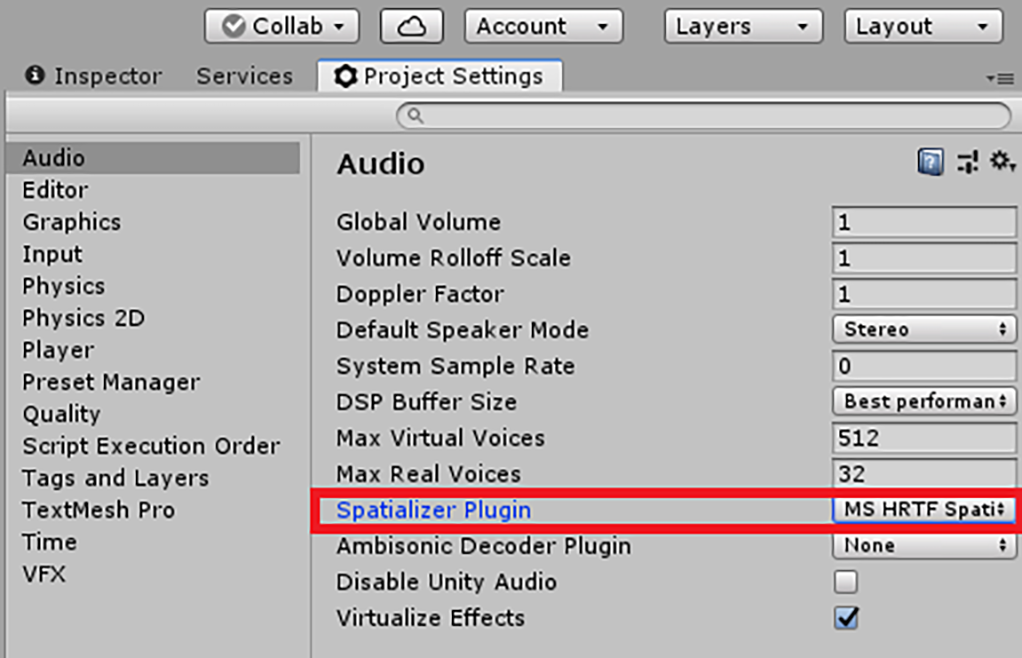 Collab Account Layers Layout
Inspector Services Project Settings
Audio
Editor
Graphics
Input
Physics
Physics 2D
Player
Preset Manager
Quality
Script Execution Order
Tags and Layers
TextMesh Pro
Time
VFX
Audio
Global Volume 1
Volume Rolloff Scale 1
Doppler Factor 1
Default Speaker Mode Stereo
System Sample Rate 0
DSP Buffer Size Best performan
Max Virtual Voices 512
Max Real Voices 32
Spatializer Plugin MS HRTF Spati
Ambisonic Decoder Plugin None
Disable Unity Audio
Virtualize Effects